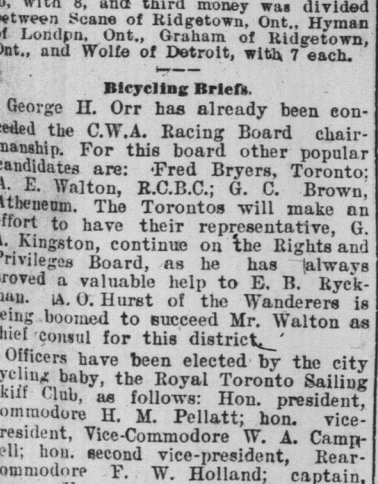 with 8, and third money was divided
between Scane of Ridgetown, Ont., Hyman
of London, Ont., Graham of Ridgetown,
Ont., and Wolfe of Detroit, with 7 each.
Bicycling Briefs.
George H. Orr has already been con-
ceded the C.W.A. Racing Board chair-
manship. For this board other popular
candidates are: Fred Bryers, Toronto;
A. E. Walton, R.C.B.C.; G. C. Brown,
Atheneum. The Torontos will make an
effort to have their representative, G.
A. Kingston, continue on the Rights and
Privileges Board, as he has always
proved a valuable help to E. B. Ryck-
man. A. O. Hurst of the Wanderers is
being boomed to succeed Mr. Walton as
chief consul for this district.
Officers have been elected by the city
cycling baby, the Royal Toronto Sailing
Skiff Club, as follows: Hon. president,
Commodore H. M. Pellatt; hon. vice-
president, Vice-Commodore W. A. Camp-
bell; hon. second vice-president, Rear-
Commodore F. W. Holland; captain,